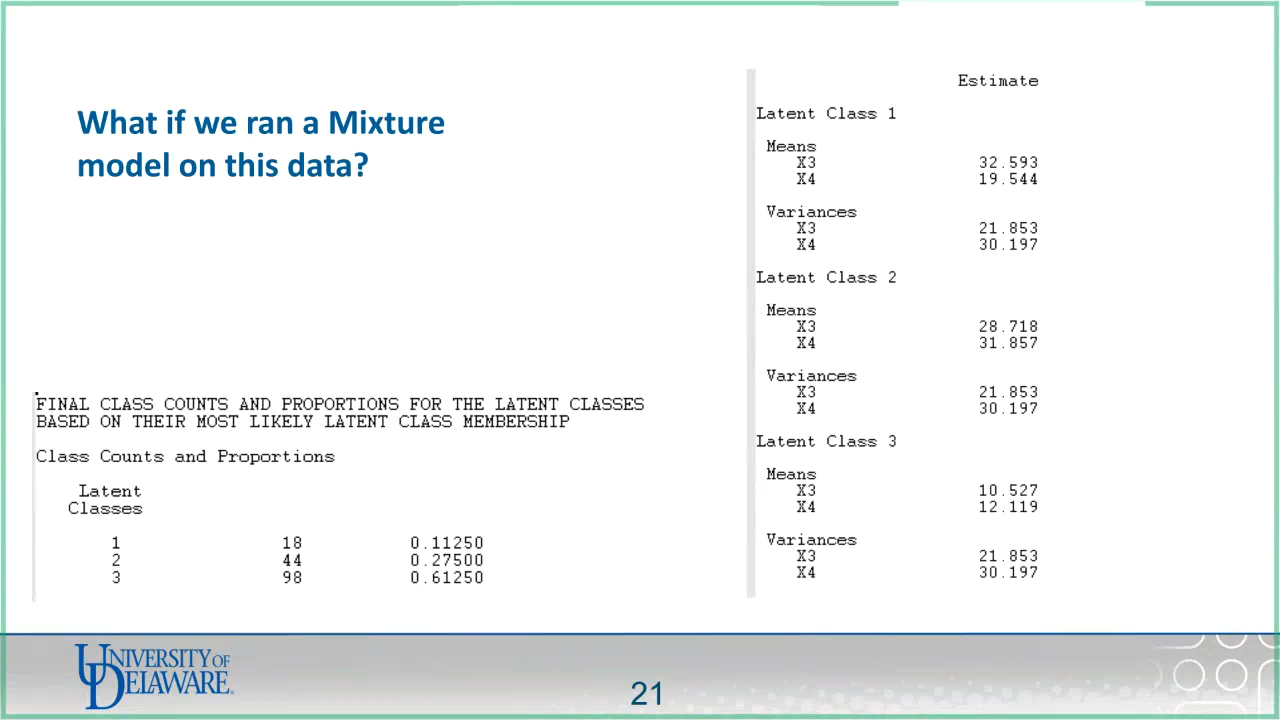 What if we ran a Mixture
model on this data?
FINAL CLASS COUNTS AND PROPORTIONS FOR THE LATENT CLASSES
BASED ON THEIR MOST LIKELY LATENT CLASS MEMBERSHIP
Class Counts and Proportions
Latent
Classes
1 18 0.11250
2 44 0.27500
3 98 0.61250
Estimate
Latent Class 1
Means
X3 32.593
X4 19.544
Variances
X3 21.853
X4 30.197
Latent Class 2
Means
X3 28.718
X4 31.857
Variances
X3 21.853
X4 30.197
Latent Class 3
Means
X3 10.527
X4 12.119
Variances
X3 21.853
X4 30.197
UNIVERSITY OF
DELAWARE.
21